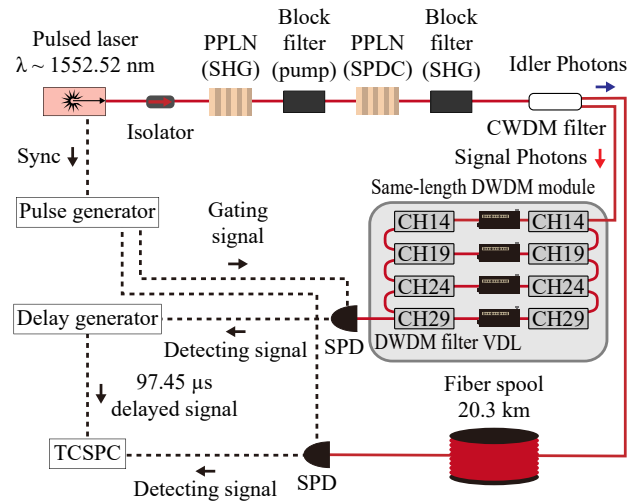 Pulsed laser
λ ~ 1552.52 nm
Isolator
PPLN
(SHG)
Block
filter
(pump)
PPLN
(SPDC)
Block
filter
(SHG)
Idler Photons
CWDM filter
Signal Photons
Sync
Pulse generator
Gating
signal
Same-length DWDM module
CH14 CH14
CH19 CH19
CH24 CH24
CH29 CH29
DWDM filter VDL
Delay generator
Detecting signal
SPD
97.45 µs
delayed signal
Fiber spool
20.3 km
TCSPC
Detecting signal
SPD